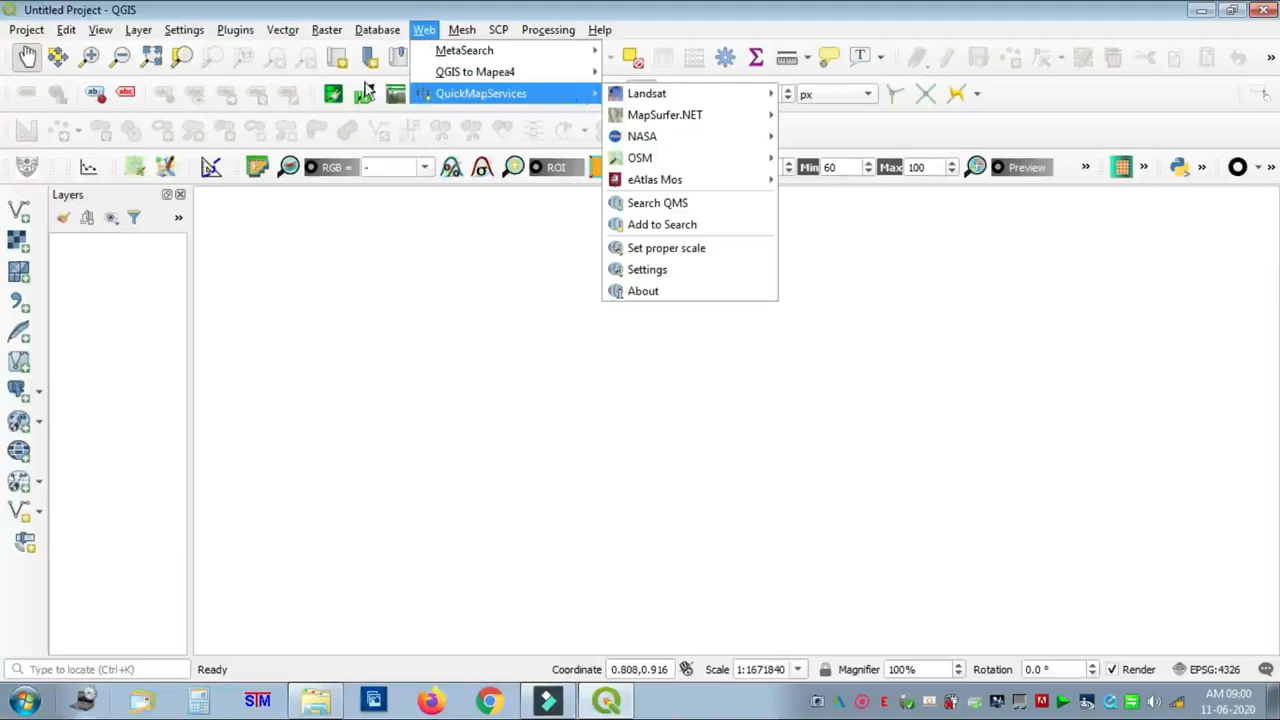 Untitled Project - QGIS
Project Edit View Layer Settings Plugins Vector Raster Database Web Mesh SCP Processing Help
MetaSearch
QGIS to Mapea4
QuickMapServices
Landsat
MapSurfer.NET
NASA
OSM
eAtlas Mos
Search QMS
Add to Search
Set proper scale
Settings
About
px
RGB = - ROI Min 60 Max 100 Preview
Layers
Type to locate (Ctrl+K) Ready Coordinate 0.808,0.916 Scale 1:1671840 Magnifier 100% Rotation 0.0 ° Render EPSG:4326
STM
AM 09:00
11-06-2020